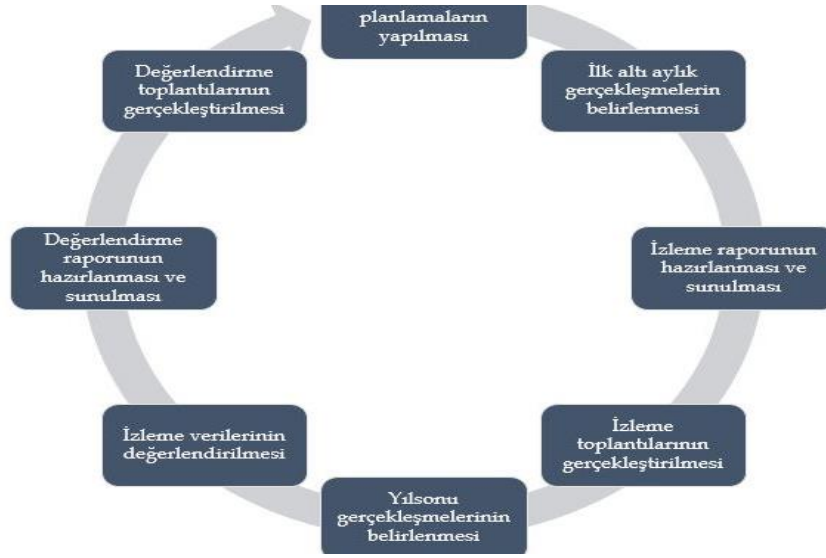 planlamaların
yapılması
İlk altı aylık
gerçekleşmelerin
belirlenmesi
İzleme raporunun
hazırlanması ve
sunulması
İzleme
toplantılarının
gerçekleştirilmesi
Yılsonu
gerçekleşmelerinin
belirlenmesi
İzleme verilerinin
değerlendirilmesi
Değerlendirme
raporunun
hazırlanması ve
sunulması
Değerlendirme
toplantılarının
gerçekleştirilmesi